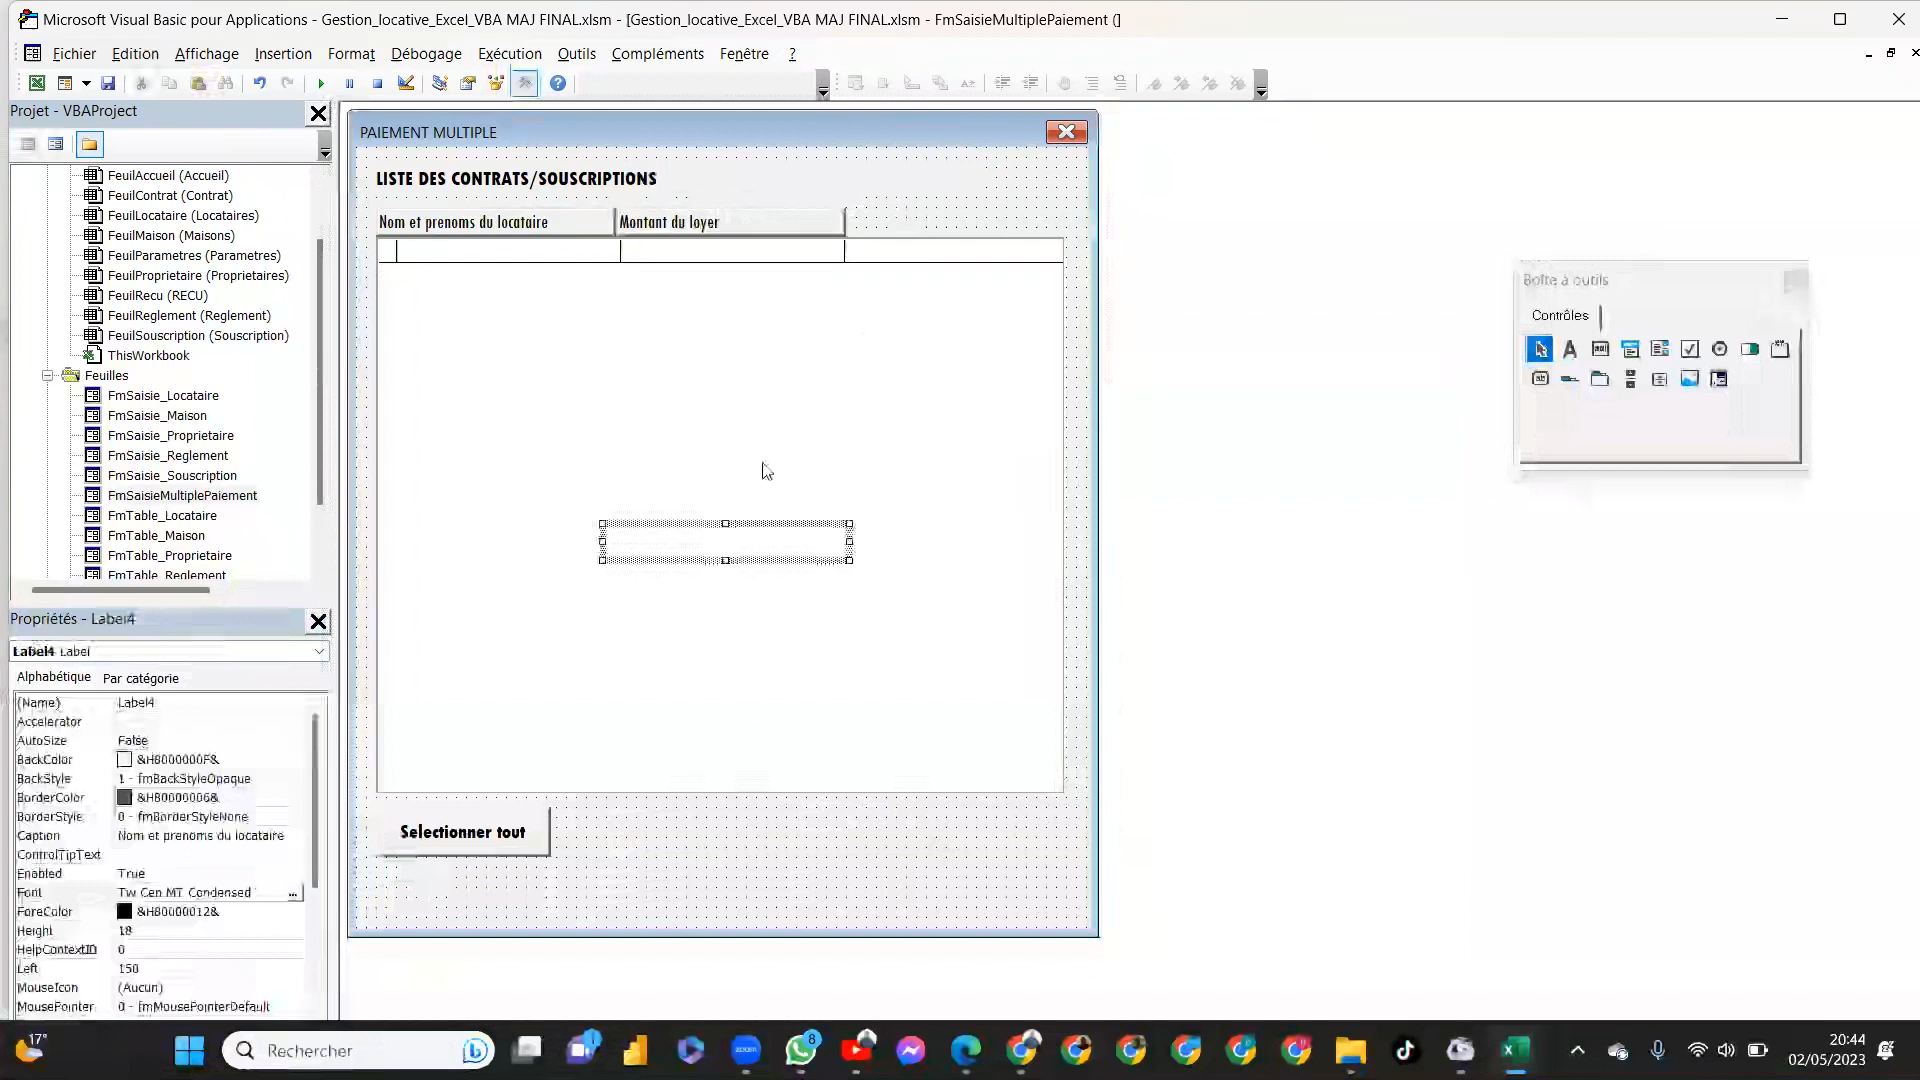 Microsoft Visual Basic pour Applications - Gestion_locative_Excel_VBA MAJ FINAL.xlsm - [Gestion_locative_Excel_VBA MAJ FINAL.xlsm - FmSaisieMultiplePaiement (]
Fichier Edition Affichage Insertion Format Débogage Exécution Outils Compléments Fenêtre ?
Projet - VBAProject
FeuilAccueil (Accueil)
FeuilContrat (Contrat)
FeuilLocataire (Locataires)
FeuilMaison (Maisons)
FeuilParametres (Parametres)
FeuilProprietaire (Proprietaires)
FeuilRecu (RECU)
FeuilReglement (Reglement)
FeuilSouscription (Souscription)
ThisWorkbook
Feuilles
FmSaisie_Locataire
FmSaisie_Maison
FmSaisie_Proprietaire
FmSaisie_Reglement
FmSaisie_Souscription
FmSaisieMultiplePaiement
FmTable_Locataire
FmTable_Maison
FmTable_Proprietaire
FmTable_Reglement
Propriétés - Label4
Label4 Label
Alphabétique Par catégorie
(Name) Label4
Accelerator
AutoSize False
BackColor &H8000000F&
BackStyle 1 - fmBackStyleOpaque
BorderColor &H80000006&
BorderStyle 0 - fmBorderStyleNone
Caption Nom et prenoms du locataire
ControlTipText
Enabled True
Font Tw Cen MT Condensed ...
ForeColor &H80000012&
Height 18
HelpContextID 0
Left 150
MouseIcon (Aucun)
MousePointer 0 - fmMousePointerDefault
PAIEMENT MULTIPLE
LISTE DES CONTRATS/SOUSCRIPTIONS
Nom et prenoms du locataire Montant du loyer
Selectionner tout
Boîte à outils
Contrôles
17°
Rechercher
zoom
8
20:44
02/05/2023